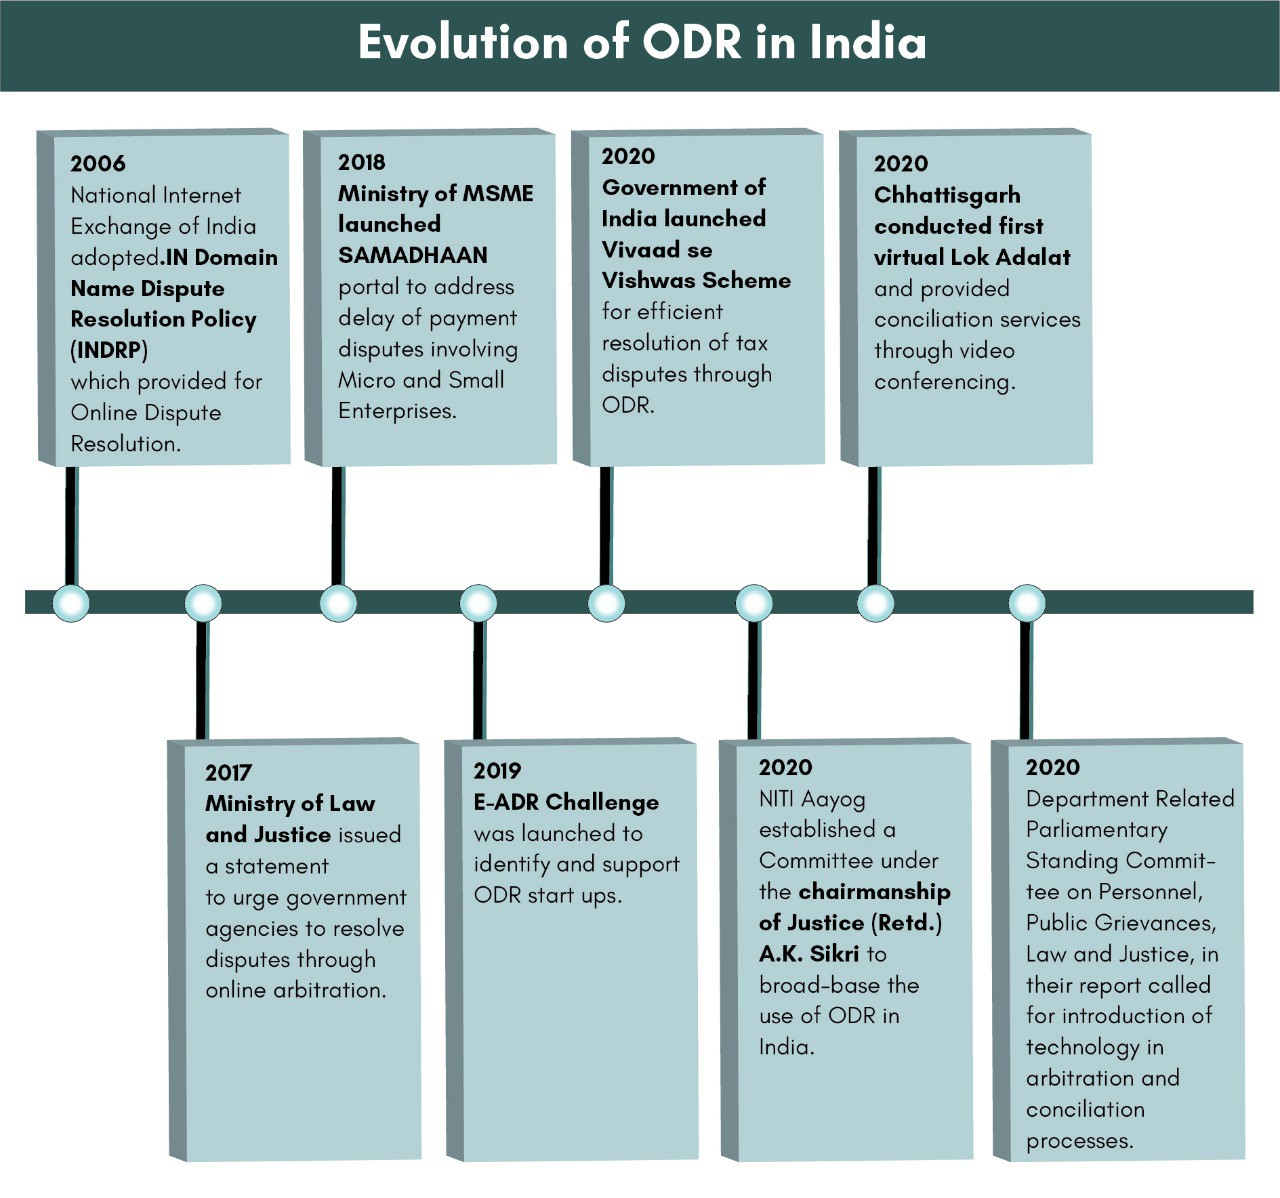 Evolution of ODR in India
2006
National Internet
Exchange of India
adopted.IN Domain
Name Dispute
Resolution Policy
(INDRP)
which provided for
Online Dispute
Resolution.
2018
Ministry of MSME
launched
SAMADHAAN
portal to address
delay of payment
disputes involving
Micro and Small
Enterprises.
2020
Government of
India launched
Vivaad se
Vishwas Scheme
for efficient
resolution of tax
disputes through
ODR.
2020
Chhattisgarh
conducted first
virtual Lok Adalat
and provided
conciliation services
through video
conferencing.
2017
Ministry of Law
and Justice issued
a statement
to urge government
agencies to resolve
disputes through
online arbitration.
2019
E-ADR Challenge
was launched to
identify and support
ODR start ups.
2020
NITI Aayog
established a
Committee under
the chairmanship
of Justice (Retd.)
A.K. Sikri to
broad-base the
use of ODR in
India.
2020
Department Related
Parliamentary
Standing Commit-
tee on Personnel,
Public Grievances,
Law and Justice, in
their report called
for introduction of
technology in
arbitration and
conciliation
processes.